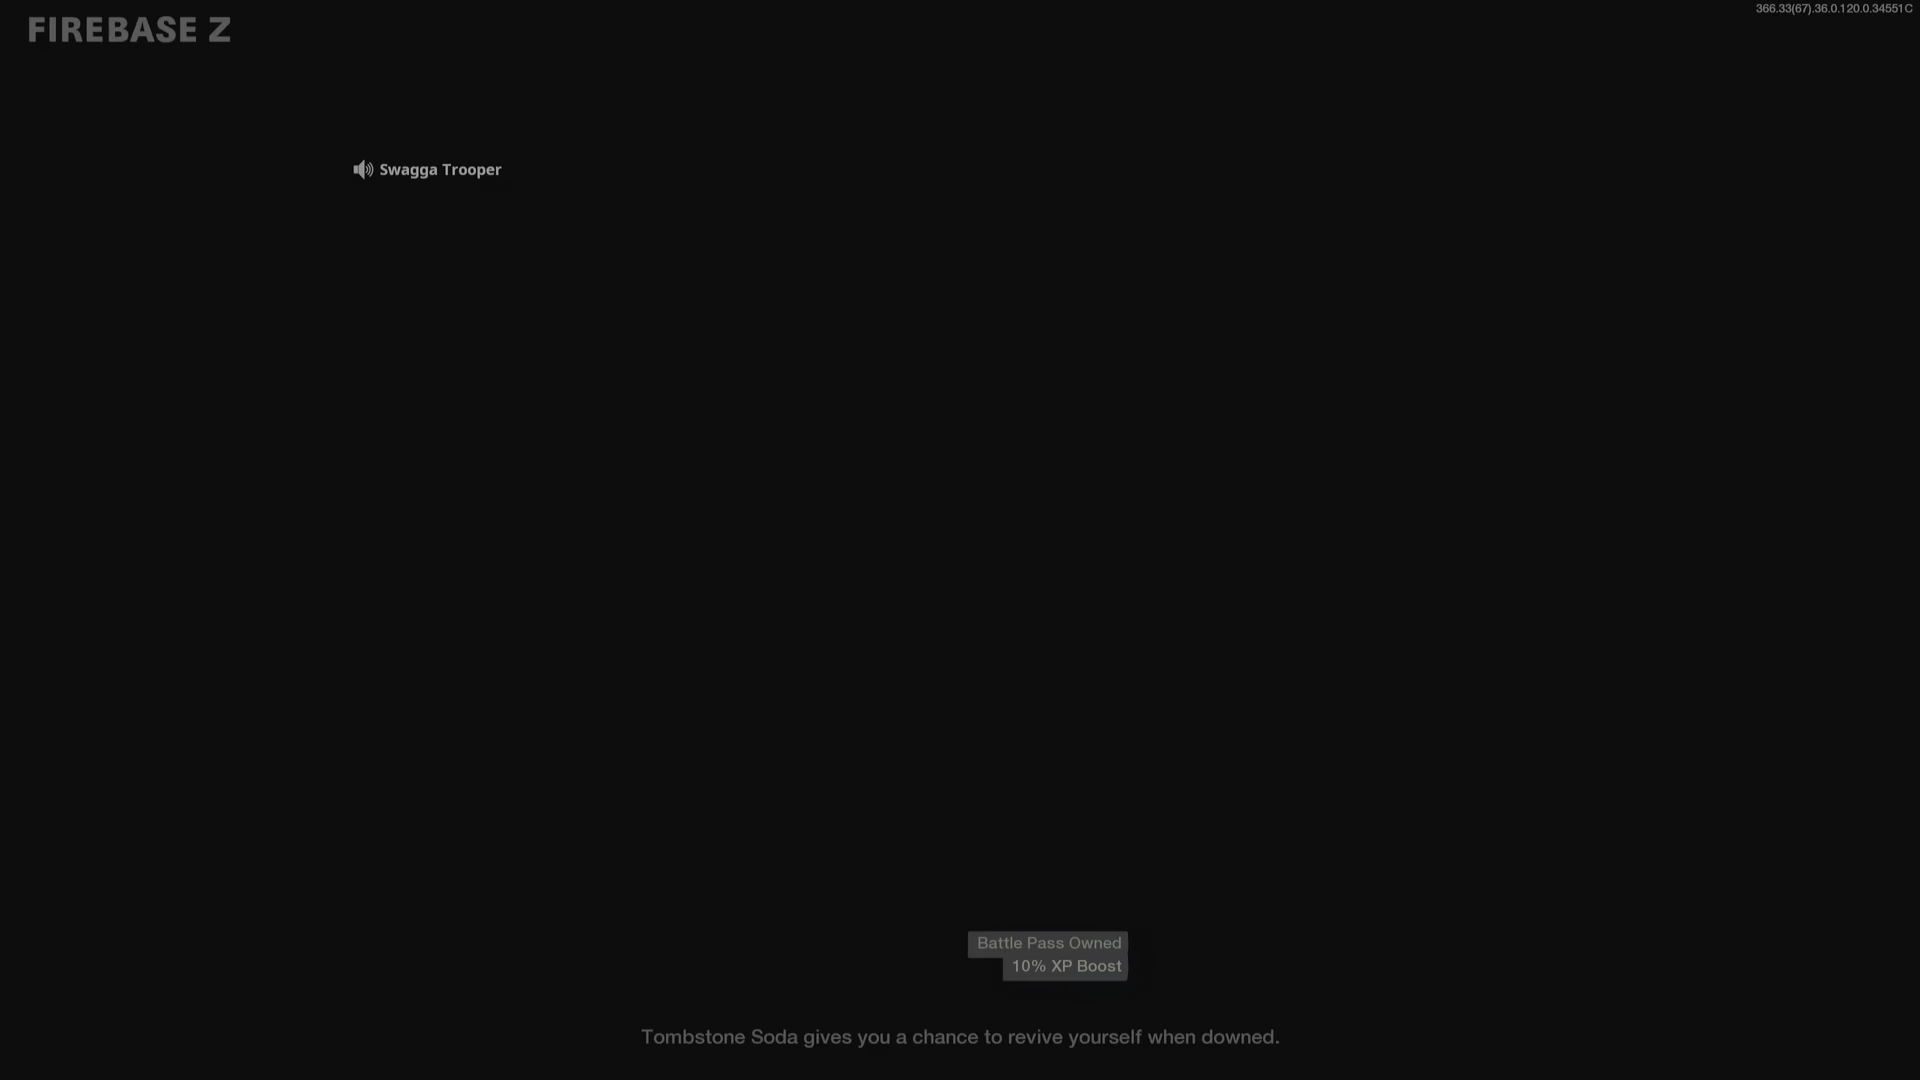 FIREBASE Z
366.33(67).36.0.120.0.34551C
Swagga Trooper
Battle Pass Owned
10% XP Boost
Tombstone Soda gives you a chance to revive yourself when downed.